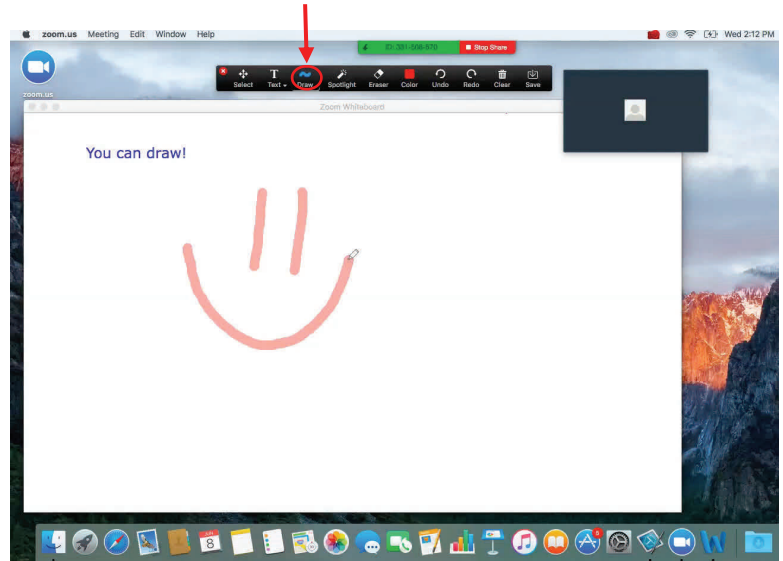 zoom.us Meeting Edit Window Help Wed 2:12 PM
Stop Share
Select Text Draw Spotlight Eraser Color Undo Redo Clear Save
zoom.us
Zoom Whiteboard
You can draw!
8